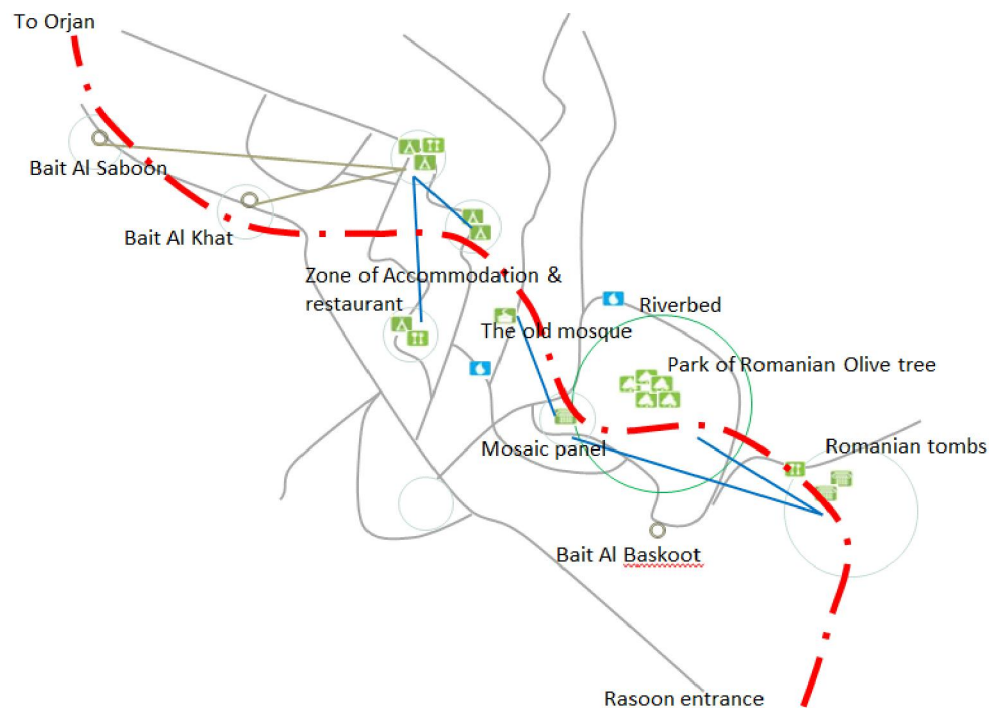 To Orjan
Bait Al Saboon
Bait Al Khat
Zone of Accommodation &
restaurant
Riverbed
The old mosque
Park of Romanian Olive tree
Mosaic panel
Romanian tombs
Bait Al Baskoot
Rasoon entrance